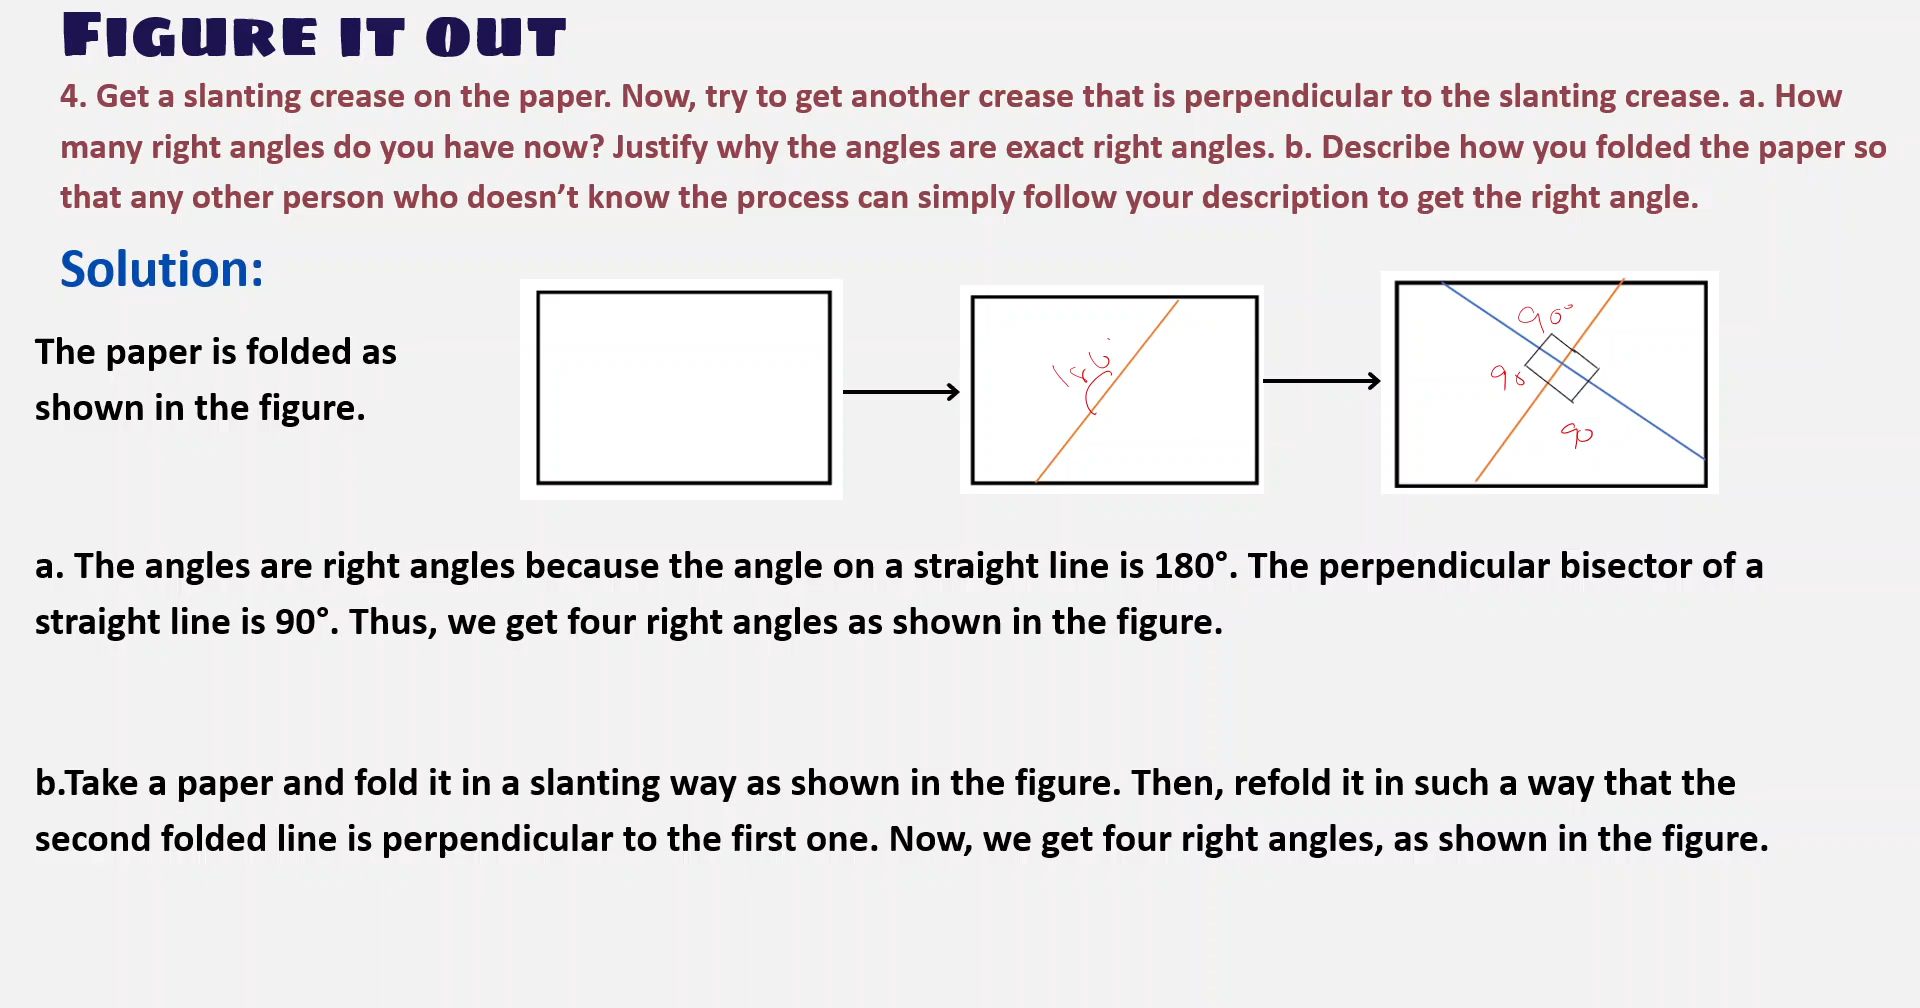 FIGURE IT OUT
4. Get a slanting crease on the paper. Now, try to get another crease that is perpendicular to the slanting crease. a. How
many right angles do you have now? Justify why the angles are exact right angles. b. Describe how you folded the paper so
that any other person who doesn’t know the process can simply follow your description to get the right angle.
Solution:
The paper is folded as
shown in the figure.
180°
90°
90
90
a. The angles are right angles because the angle on a straight line is 180°. The perpendicular bisector of a
straight line is 90°. Thus, we get four right angles as shown in the figure.
b.Take a paper and fold it in a slanting way as shown in the figure. Then, refold it in such a way that the
second folded line is perpendicular to the first one. Now, we get four right angles, as shown in the figure.